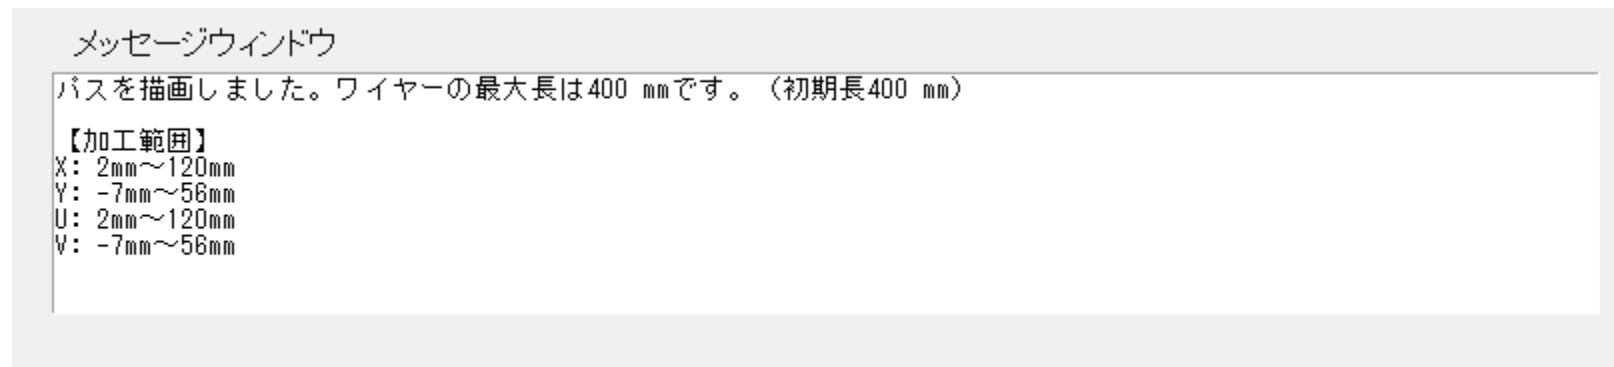 メッセージウィンドウ
パスを描画しました。ワイヤーの最大長は400 mmです。（初期長400 mm）
【加工範囲】
X: 2mm～120mm
Y: -7mm～56mm
U: 2mm～120mm
V: -7mm～56mm